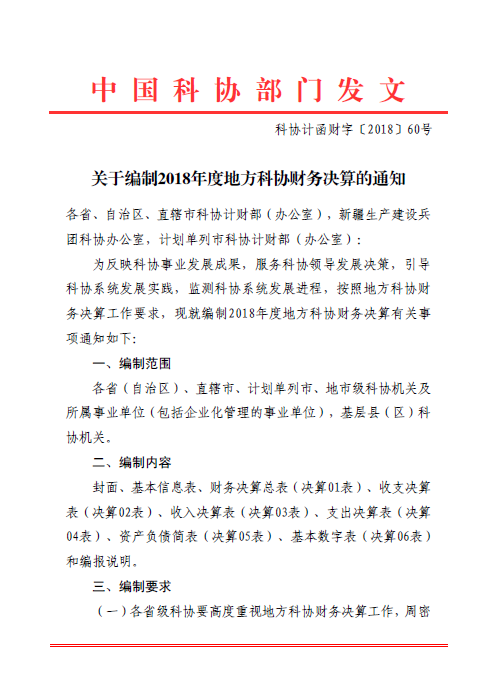 中国科协部门发文
科协计函财字〔2018〕60号
关于编制2018年度地方科协财务决算的通知
各省、自治区、直辖市科协计财部（办公室），新疆生产建设兵
团科协办公室，计划单列市科协计财部（办公室）：
为反映科协事业发展成果，服务科协领导发展决策，引导
科协系统发展实践，监测科协系统发展进程，按照地方科协财
务决算工作要求，现就编制2018年度地方科协财务决算有关事
项通知如下：
一、编制范围
各省（自治区）、直辖市、计划单列市、地市级科协机关及
所属事业单位（包括企业化管理的事业单位），基层县（区）科
协机关。
二、编制内容
封面、基本信息表、财务决算总表（决算01表）、收支决算
表（决算02表）、收入决算表（决算03表）、支出决算表（决算
04表）、资产负债简表（决算05表）、基本数字表（决算06表）
和编报说明。
三、编制要求
（一）各省级科协要高度重视地方科协财务决算工作，周密